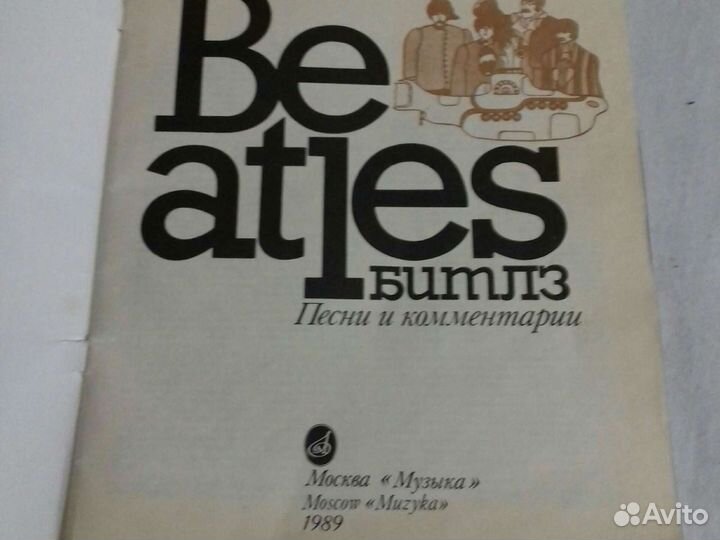 Be
atles
Битлз
Песни и комментарии
Москва «Музыка»
Moscow «Muzyka»
1989
Avito